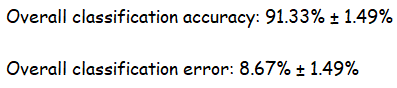 Overall classification accuracy: 91.33% ± 1.49%
Overall classification error: 8.67% ± 1.49%